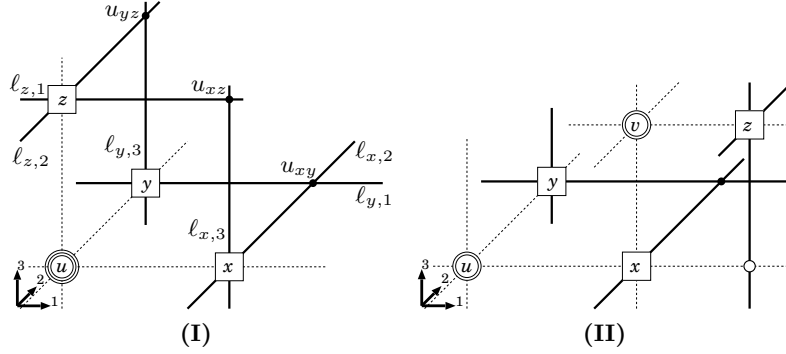 u_{yz}
ℓ_{z,1} z u_{xz}
ℓ_{z,2} ℓ_{y,3} u_{xy} ℓ_{x,2}
y ℓ_{y,1}
ℓ_{x,3}
u x
3 2 1
(I)
v z
y
u x
3 2 1
(II)